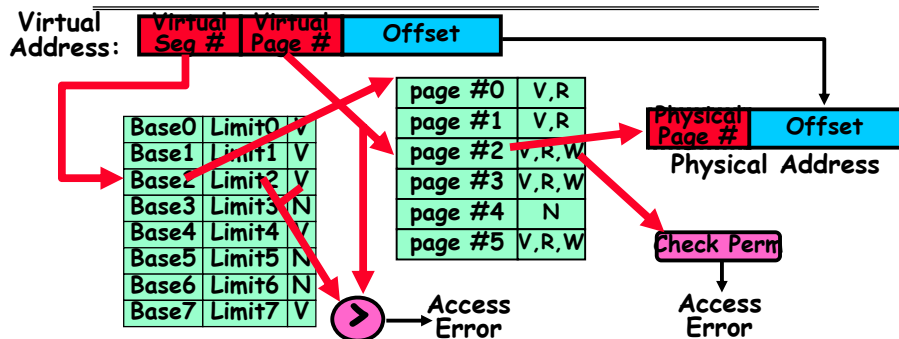 Virtual Address:
Virtual Seg #
Virtual Page #
Offset
page #0 V,R
page #1 V,R
page #2 V,R,W
page #3 V,R,W
page #4 N
page #5 V,R,W
Base0 Limit0 V
Base1 Limit1 V
Base2 Limit2 V
Base3 Limit3 N
Base4 Limit4 V
Base5 Limit5 N
Base6 Limit6 N
Base7 Limit7 V
Physical Page #
Offset
Physical Address
>
Access
Error
Check Perm
Access
Error